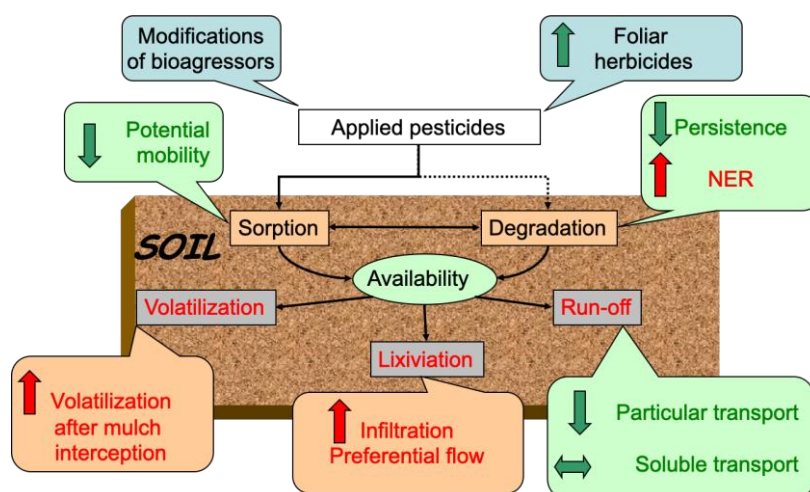 Modifications
of bioagressors
Foliar
herbicides
Applied pesticides
Potential
mobility
Persistence
NER
SOIL
Sorption
Degradation
Availability
Volatilization
Run-off
Lixiviation
Volatilization
after mulch
interception
Infiltration
Preferential flow
Particular transport
Soluble transport